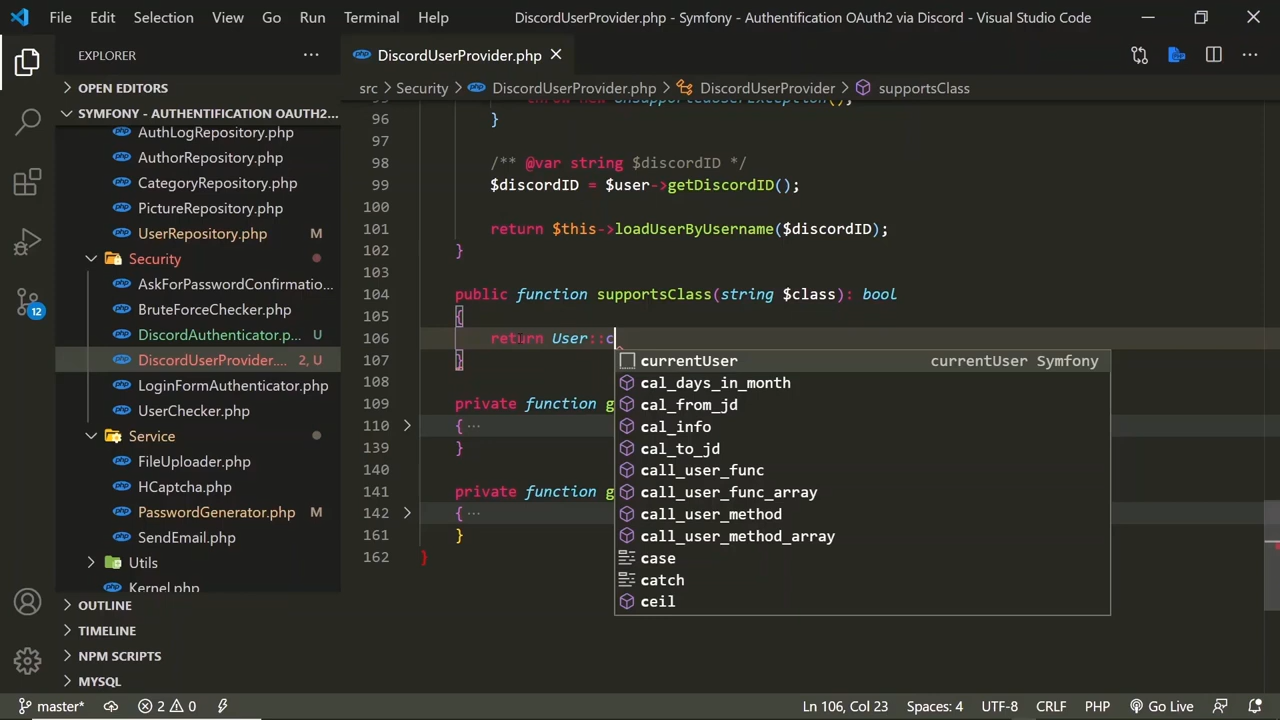 File Edit Selection View Go Run Terminal Help DiscordUserProvider.php - Symfony - Authentification OAuth2 via Discord - Visual Studio Code
EXPLORER ···
DiscordUserProvider.php
OPEN EDITORS
src Security DiscordUserProvider.php DiscordUserProvider supportsClass
SYMFONY - AUTHENTIFICATION OAUTH2...
AuthLogRepository.php
AuthorRepository.php
CategoryRepository.php
PictureRepository.php
UserRepository.php M
Security
AskForPasswordConfirmatio...
BruteForceChecker.php
DiscordAuthenticator.p... U
DiscordUserProvider.... 2, U
LoginFormAuthenticator.php
UserChecker.php
Service
FileUploader.php
HCaptcha.php
PasswordGenerator.php M
SendEmail.php
Utils
Kernel.php
OUTLINE
TIMELINE
NPM SCRIPTS
MYSQL
12
95 throw new UnsupportedUserException();
96 }
97
98 /** @var string $discordID */
99 $discordID = $user->getDiscordID();
100
101 return $this->loadUserByUsername($discordID);
102 }
103
104 public function supportsClass(string $class): bool
105 {
106 return User::c
107 }
108
109 private function g
110 { ···
139 }
140
141 private function g
142 { ···
161 }
162 }
currentUser currentUser Symfony
cal_days_in_month
cal_from_jd
cal_info
cal_to_jd
call_user_func
call_user_func_array
call_user_method
call_user_method_array
case
catch
ceil
master* 2 0 Ln 106, Col 23 Spaces: 4 UTF-8 CRLF PHP Go Live